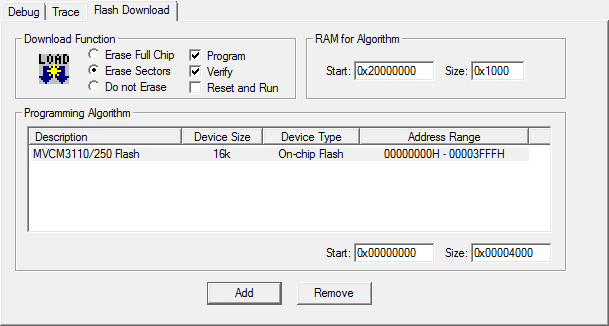 Debug Trace Flash Download
Download Function
LOAD
Erase Full Chip
Erase Sectors
Do not Erase
Program
Verify
Reset and Run
RAM for Algorithm
Start: 0x20000000 Size: 0x1000
Programming Algorithm
Description Device Size Device Type Address Range
MVCM3110/250 Flash 16k On-chip Flash 00000000H - 00003FFFH
Start: 0x00000000 Size: 0x00004000
Add Remove